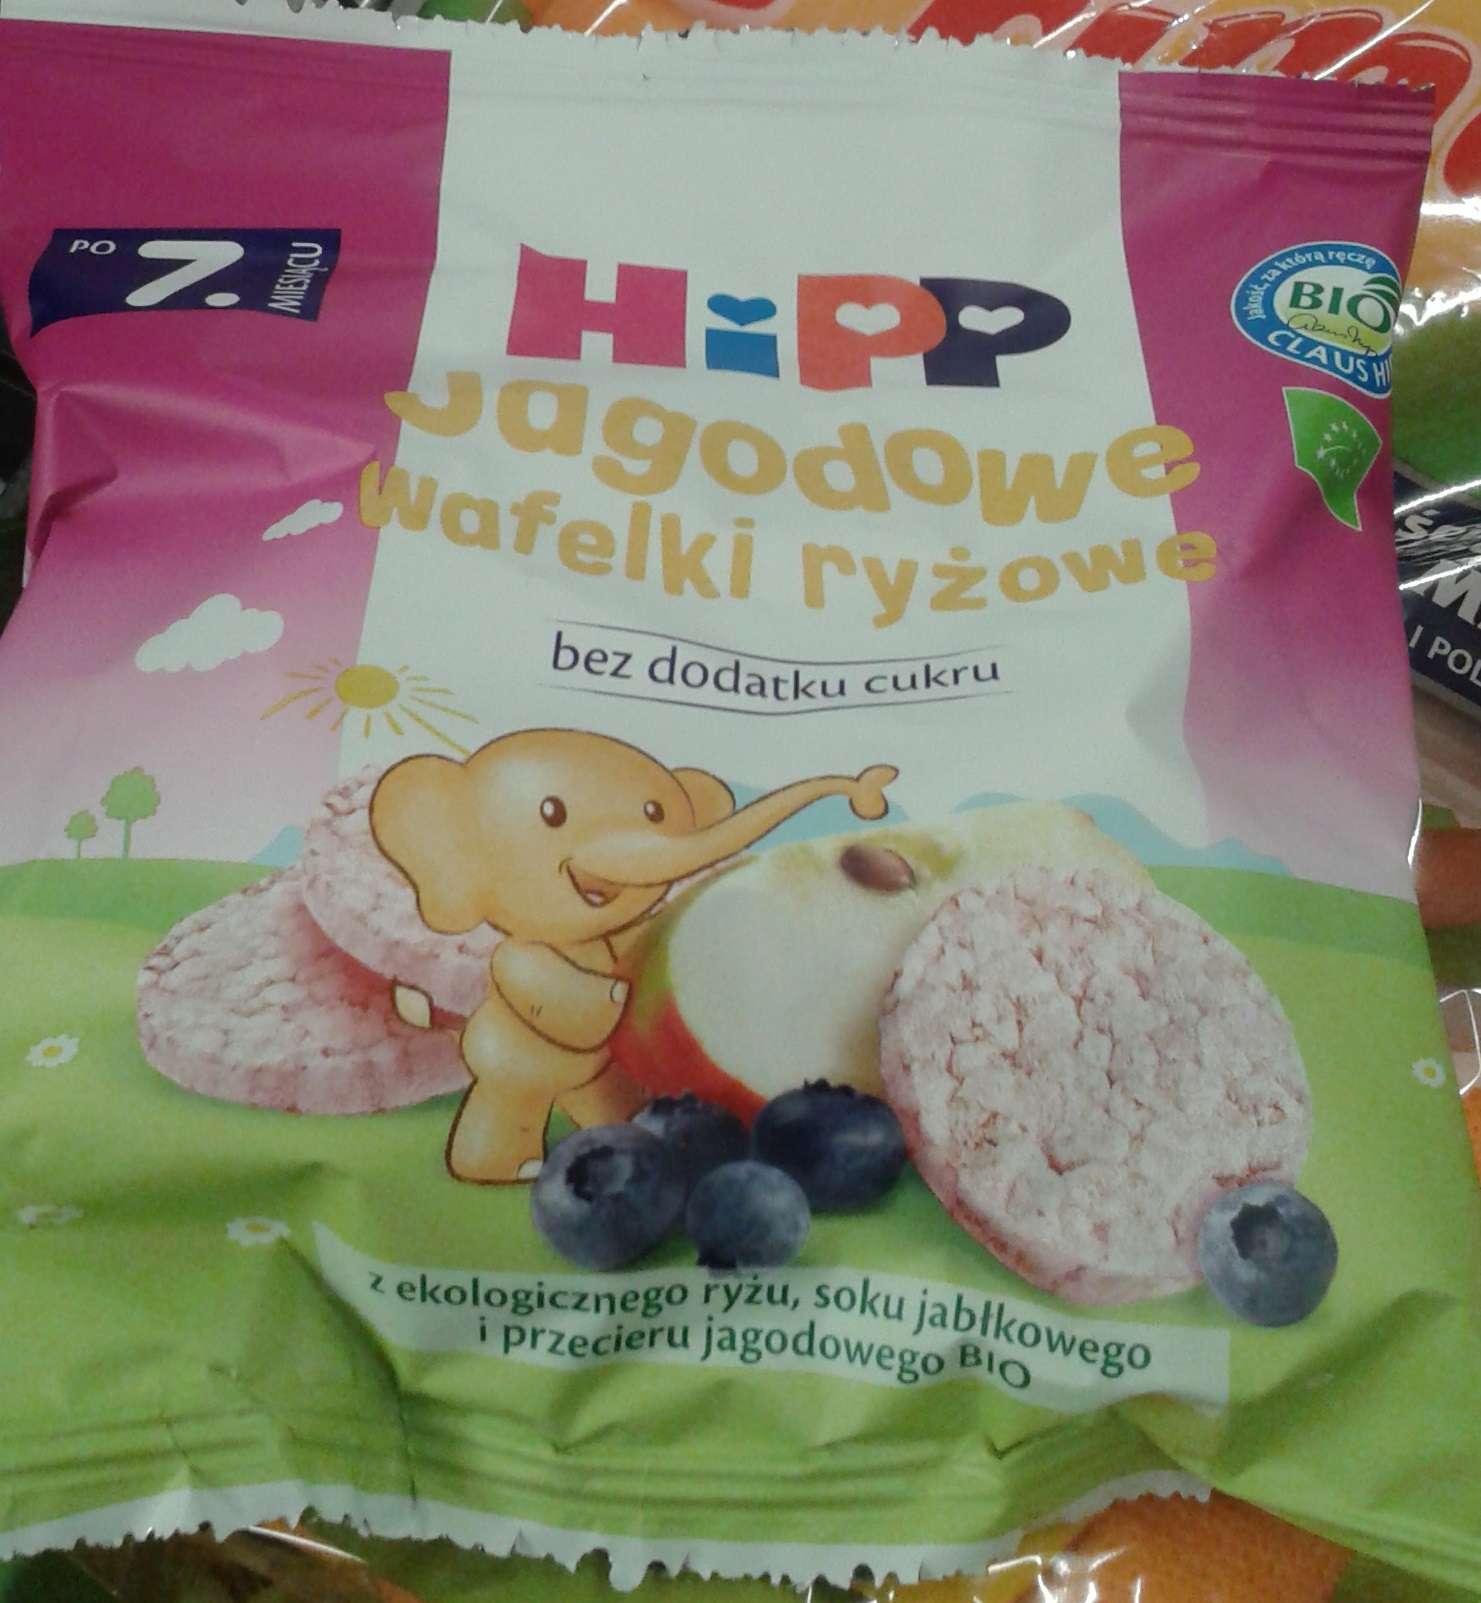 PO 7. MIESIĄCU
HiPP
Jakość, za którą ręczę
BIO
CLAUS
Jagodowe
wafelki ryżowe
bez dodatku cukru
I POL
z ekologicznego ryżu, soku jabłkowego
i przecieru jagodowego BIO